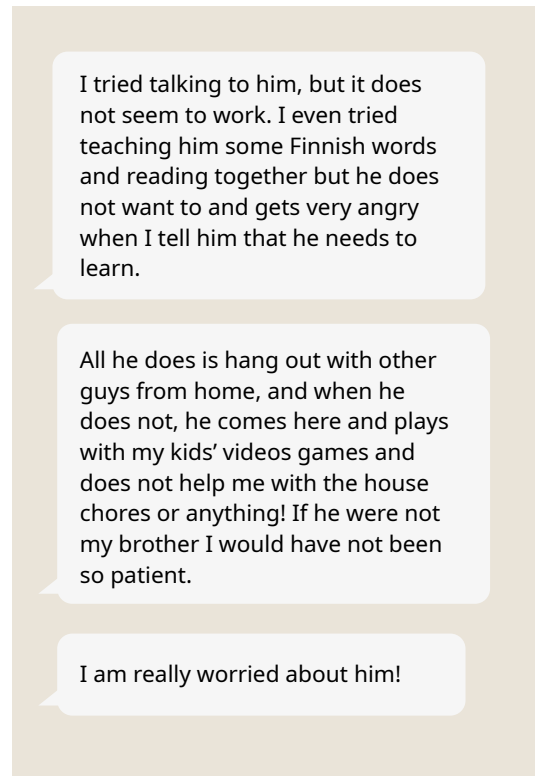 I tried talking to him, but it does
not seem to work. I even tried
teaching him some Finnish words
and reading together but he does
not want to and gets very angry
when I tell him that he needs to
learn.
All he does is hang out with other
guys from home, and when he
does not, he comes here and plays
with my kids’ videos games and
does not help me with the house
chores or anything! If he were not
my brother I would have not been
so patient.
I am really worried about him!